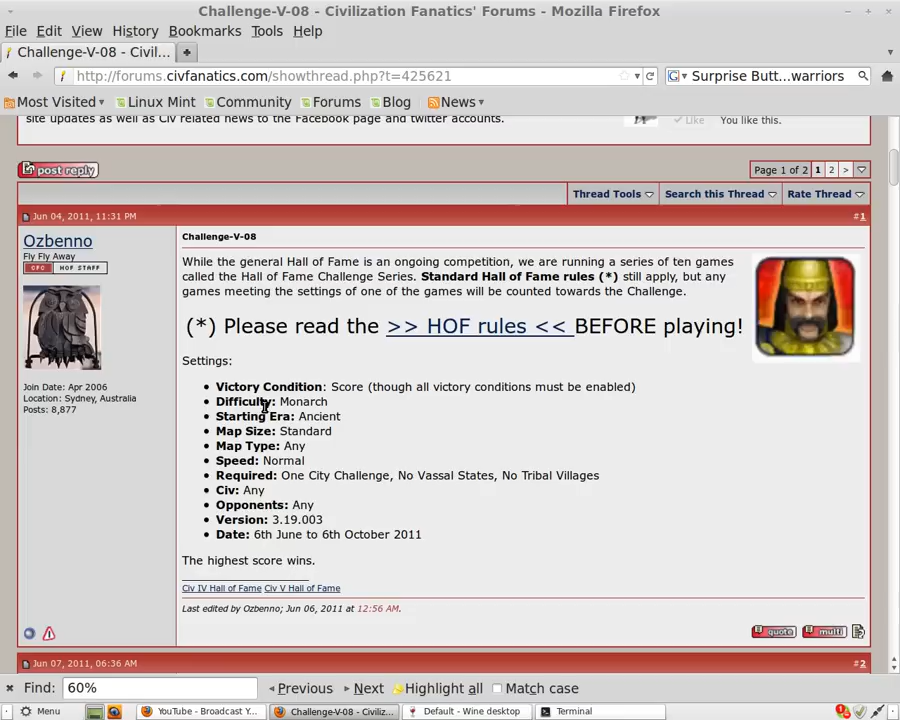 Challenge-V-08 - Civilization Fanatics' Forums - Mozilla Firefox
File Edit View History Bookmarks Tools Help
Challenge-V-08 - Civil...
http://forums.civfanatics.com/showthread.php?t=425621
Surprise Butt...warriors
Most Visited Linux Mint Community Forums Blog News
site updates as well as Civ related news to the Facebook page and twitter accounts.
Like You like this.
post reply
Page 1 of 2 1 2 >
Thread Tools Search this Thread Rate Thread
Jun 04, 2011, 11:31 PM #1
Ozbenno
Fly Fly Away
CFC HOF STAFF
Join Date: Apr 2006
Location: Sydney, Australia
Posts: 8,877
Challenge-V-08
While the general Hall of Fame is an ongoing competition, we are running a series of ten games
called the Hall of Fame Challenge Series. Standard Hall of Fame rules (*) still apply, but any
games meeting the settings of one of the games will be counted towards the Challenge.
(*) Please read the >> HOF rules << BEFORE playing!
Settings:
Victory Condition: Score (though all victory conditions must be enabled)
Difficulty: Monarch
Starting Era: Ancient
Map Size: Standard
Map Type: Any
Speed: Normal
Required: One City Challenge, No Vassal States, No Tribal Villages
Civ: Any
Opponents: Any
Version: 3.19.003
Date: 6th June to 6th October 2011
The highest score wins.
Civ IV Hall of Fame Civ V Hall of Fame
Last edited by Ozbenno; Jun 06, 2011 at 12:56 AM.
quote multi
Jun 07, 2011, 06:36 AM #2
Find: 60% Previous Next Highlight all Match case
Menu YouTube - Broadcast Y... Challenge-V-08 - Civiliz... Default - Wine desktop Terminal